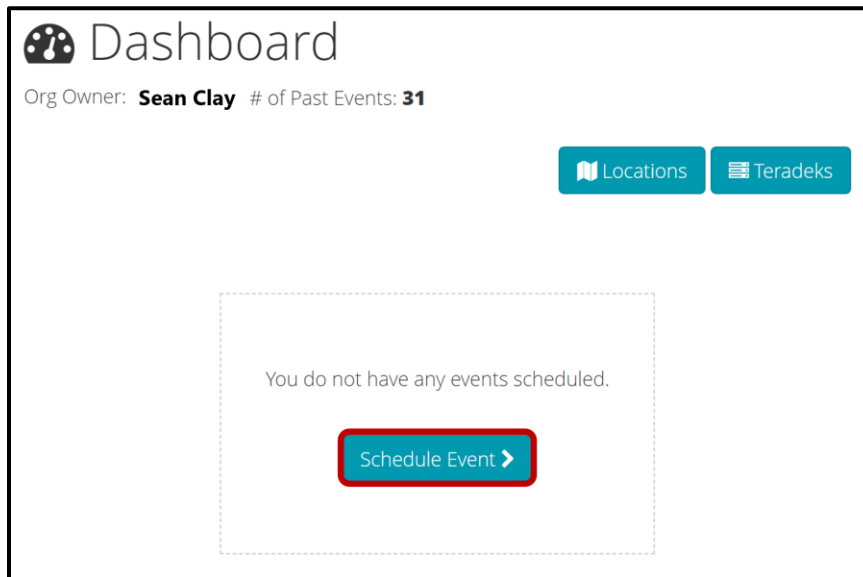 Dashboard
Org Owner: Sean Clay # of Past Events: 31
Locations Teradeks
You do not have any events scheduled.
Schedule Event